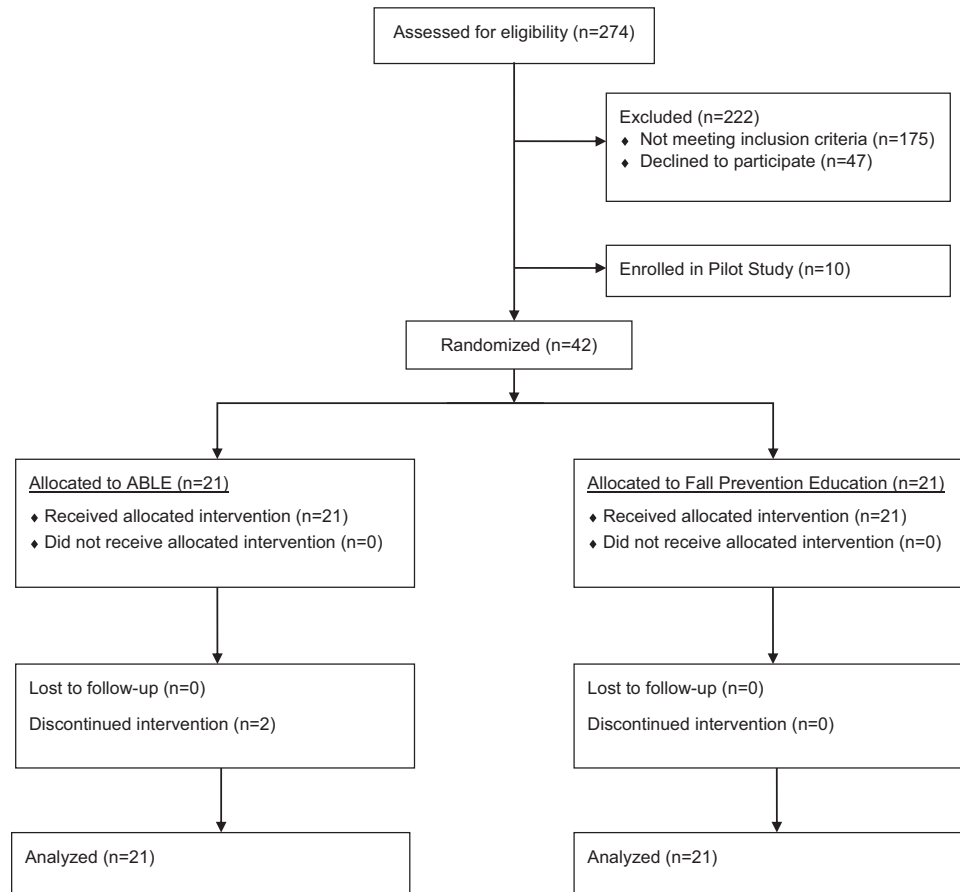 Assessed for eligibility (n=274)
Excluded (n=222)
♦ Not meeting inclusion criteria (n=175)
♦ Declined to participate (n=47)
Enrolled in Pilot Study (n=10)
Randomized (n=42)
Allocated to ABLE (n=21)
♦ Received allocated intervention (n=21)
♦ Did not receive allocated intervention (n=0)
Allocated to Fall Prevention Education (n=21)
♦ Received allocated intervention (n=21)
♦ Did not receive allocated intervention (n=0)
Lost to follow-up (n=0)
Discontinued intervention (n=2)
Lost to follow-up (n=0)
Discontinued intervention (n=0)
Analyzed (n=21)
Analyzed (n=21)